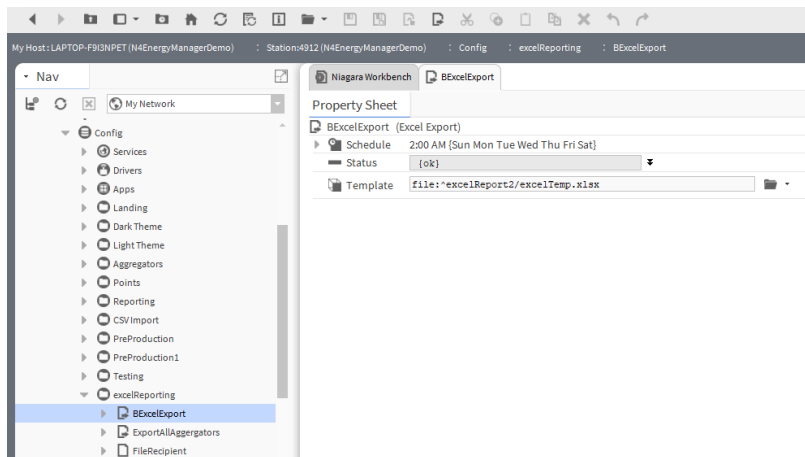 My Host : LAPTOP-F9I3NPET (N4EnergyManagerDemo) : Station:4912 (N4EnergyManagerDemo) : Config : excelReporting : BExcelExport
Nav
Niagara Workbench
BExcelExport
My Network
Property Sheet
BExcelExport (Excel Export)
Config
Schedule 2:00 AM {Sun Mon Tue Wed Thu Fri Sat}
Services
Status {ok}
Drivers
Template file:^excelReport2/excelTemp.xlsx
Apps
Landing
Dark Theme
Light Theme
Aggregators
Points
Reporting
CSV Import
PreProduction
PreProduction1
Testing
excelReporting
BExcelExport
ExportAllAggergators
FileRecipient